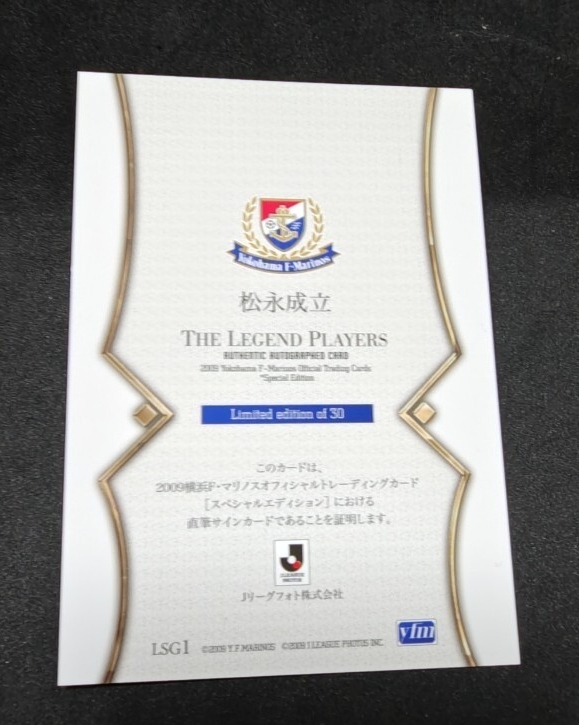 Yokohama F·Marinos
松永成立
THE LEGEND PLAYERS
AUTHENTIC AUTOGRAPHED CARD
2009 Yokohama F·Marinos Official Trading Cards
*Special Edition
Limited edition of 30
このカードは、
2009横浜F・マリノスオフィシャルトレーディングカード
［スペシャルエディション］における
直筆サインカードであることを証明します。
J.LEAGUE
PHOTOS
Jリーグフォト株式会社
LSG1 ©2009 Y.F.MARINOS ©2009 J.LEAGUE PHOTOS INC.
vfm